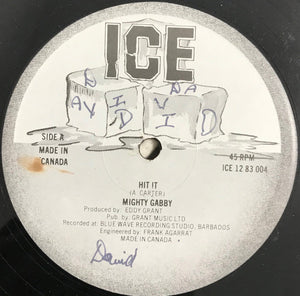 ICE
D
DA
AV I V
I D I D
SIDE A
MADE IN
CANADA
45 RPM
ICE 12 83 004
HIT IT
(A. CARTER)
MIGHTY GABBY
Produced by: EDDY GRANT
Pub. by: GRANT MUSIC LTD
Recorded at: BLUE WAVE RECORDING STUDIO, BARBADOS
Engineered by: FRANK AGARRAT
MADE IN CANADA
David